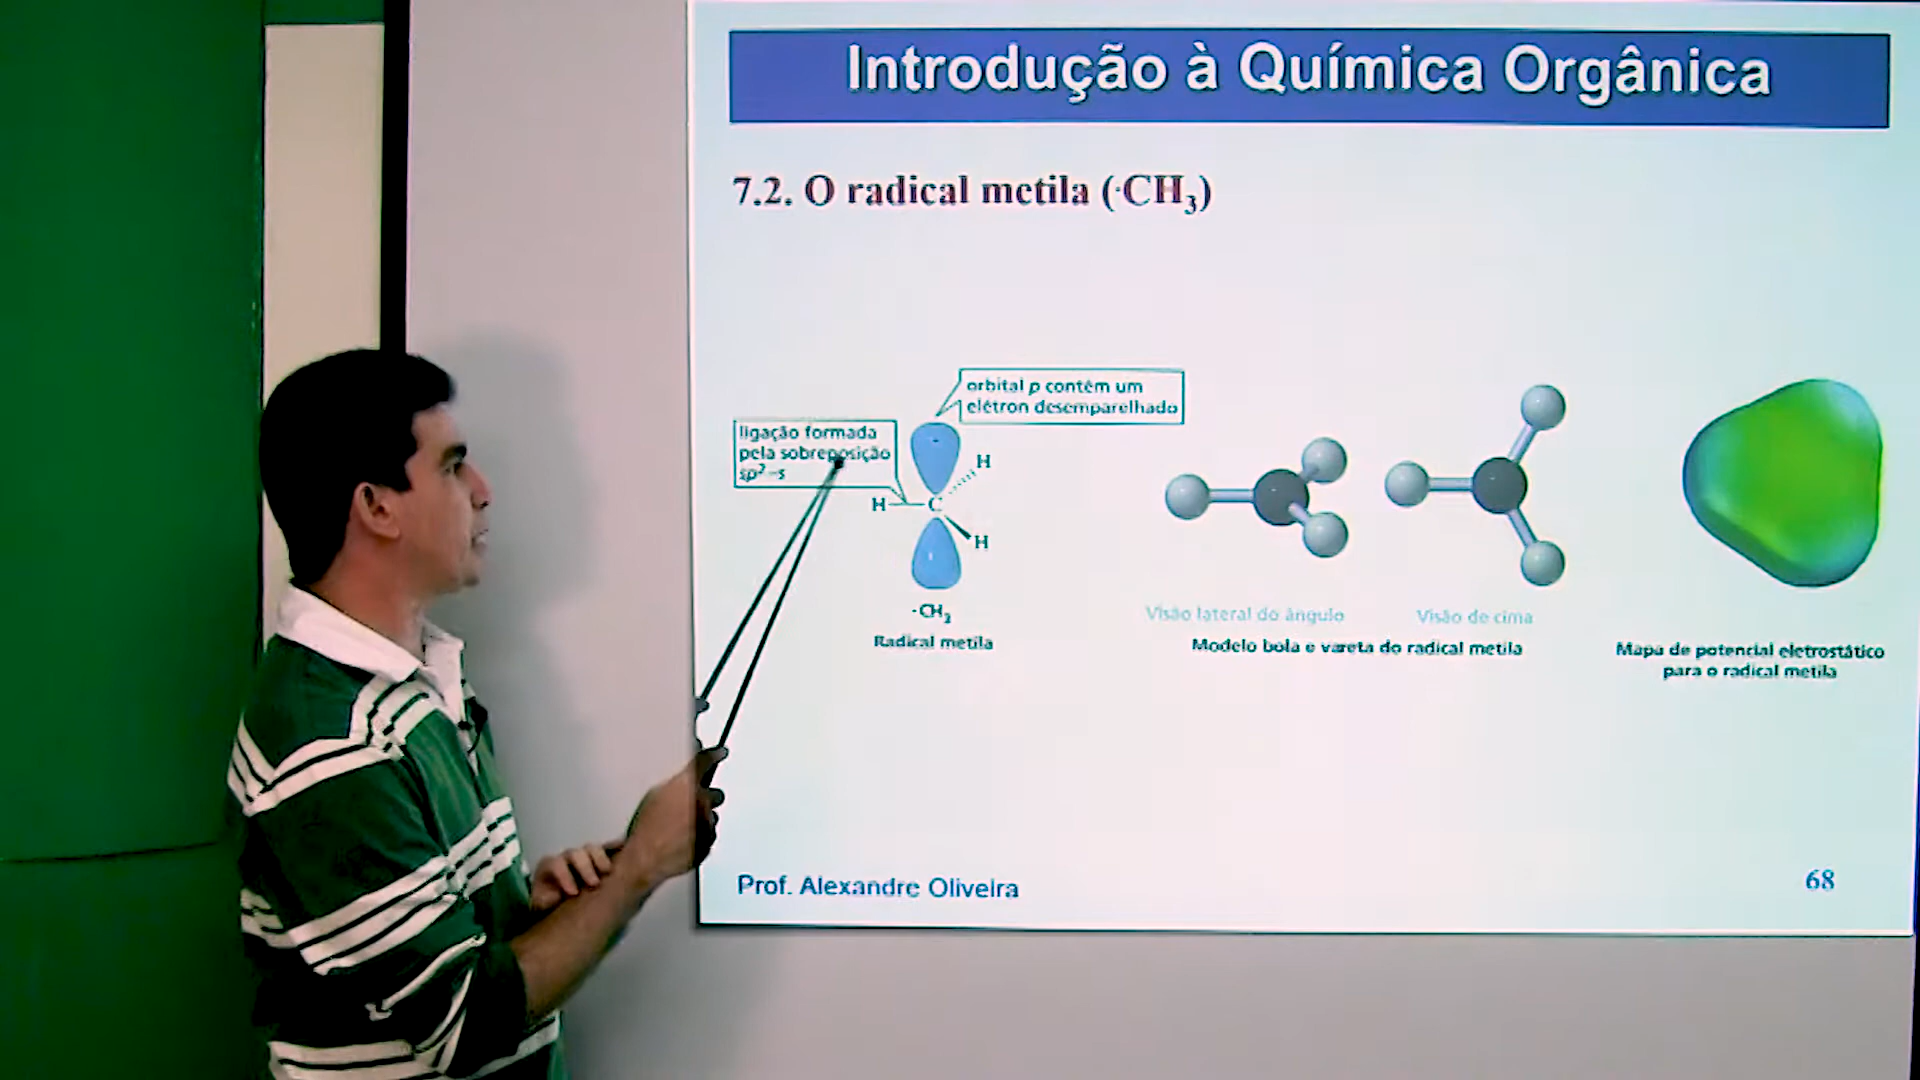 Introdução à Química Orgânica
7.2. O radical metila (·CH₃)
orbital p contém um
elétron desemparelhado
ligação formada
pela sobreposição
sp²–s
H
H
C
H
·CH₃
Radical metila
Visão lateral do ângulo
Visão de cima
Modelo bola e vareta do radical metila
Mapa de potencial eletrostático
para o radical metila
Prof. Alexandre Oliveira
68